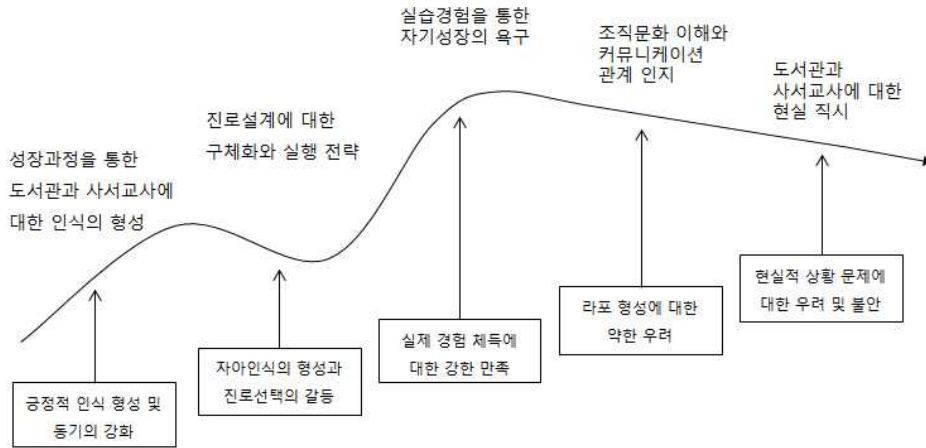 성장과정을 통한
도서관과 사서교사에
대한 인식의 형성
진로설계에 대한
구체화와 실행 전략
실습경험을 통한
자기성장의 욕구
조직문화 이해와
커뮤니케이션
관계 인지
도서관과
사서교사에 대한
현실 직시
긍정적 인식 형성 및
동기의 강화
자아인식의 형성과
진로선택의 갈등
실제 경험 체득에
대한 강한 만족
라포 형성에 대한
약한 우려
현실적 상황 문제에
대한 우려 및 불안